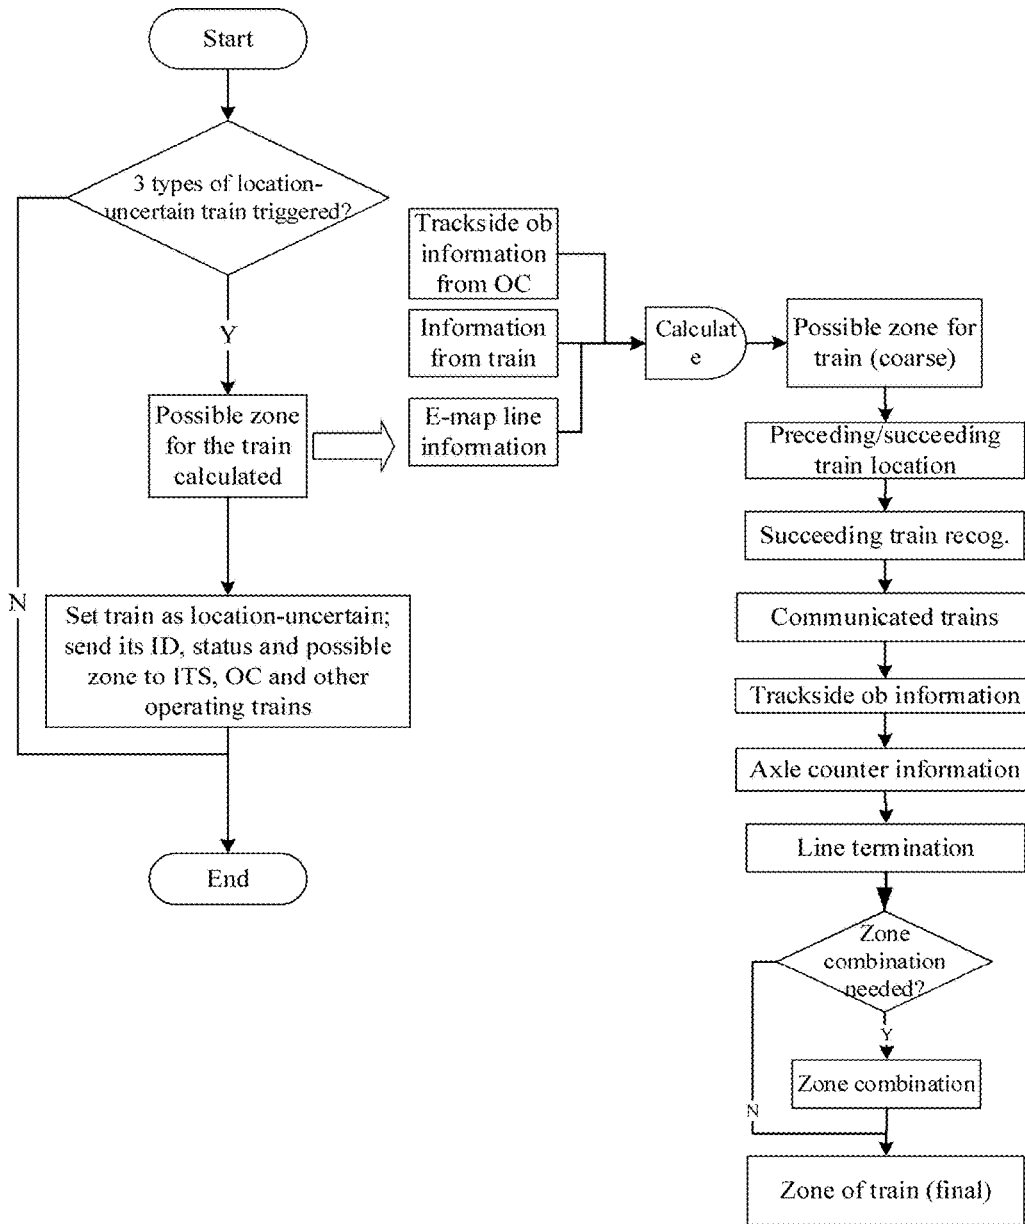 Start
3 types of location-
uncertain train triggered?
Y
N
Possible zone
for the train
calculated
Set train as location-uncertain;
send its ID, status and possible
zone to ITS, OC and other
operating trains
End
Trackside ob
information
from OC
Information
from train
E-map line
information
Calculat
e
Possible zone for
train (coarse)
Preceding/succeeding
train location
Succeeding train recog.
Communicated trains
Trackside ob information
Axle counter information
Line termination
Zone
combination
needed?
Y
Zone combination
N
Zone of train (final)